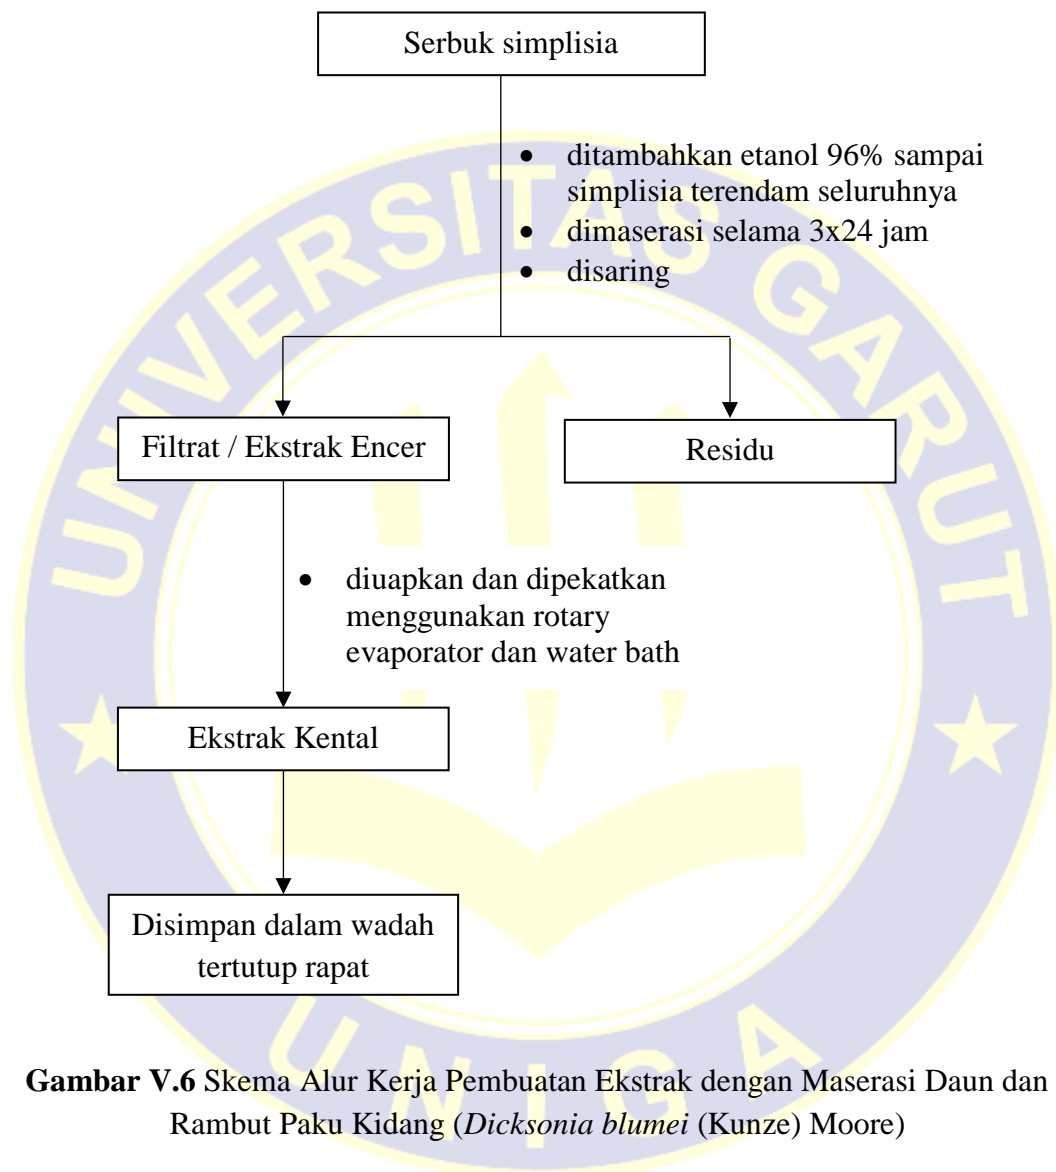 Serbuk simplisia
• ditambahkan etanol 96% sampai
simplisia terendam seluruhnya
• dimaserasi selama 3x24 jam
• disaring
Filtrat / Ekstrak Encer
Residu
• diuapkan dan dipekatkan
menggunakan rotary
evaporator dan water bath
Ekstrak Kental
Disimpan dalam wadah
tertutup rapat
Gambar V.6 Skema Alur Kerja Pembuatan Ekstrak dengan Maserasi Daun dan
Rambut Paku Kidang (Dicksonia blumei (Kunze) Moore)
UNIVERSITAS GARUT
UNIGA